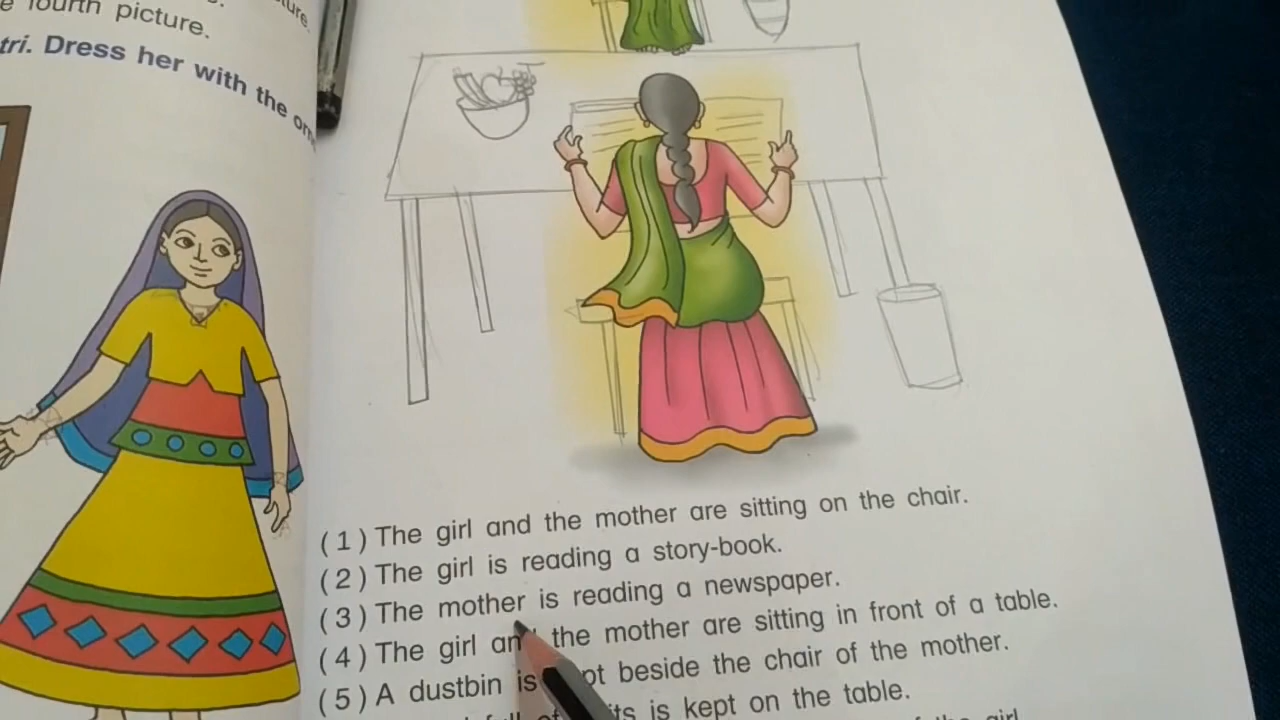 fourth picture.
Dress her with the
( 1 ) The girl and the mother are sitting on the chair.
( 2 ) The girl is reading a story-book.
( 3 ) The mother is reading a newspaper.
( 4 ) The girl the mother are sitting in front of a table.
( 5 ) A dustbin is beside the chair of the mother.
is kept on the table.
girl